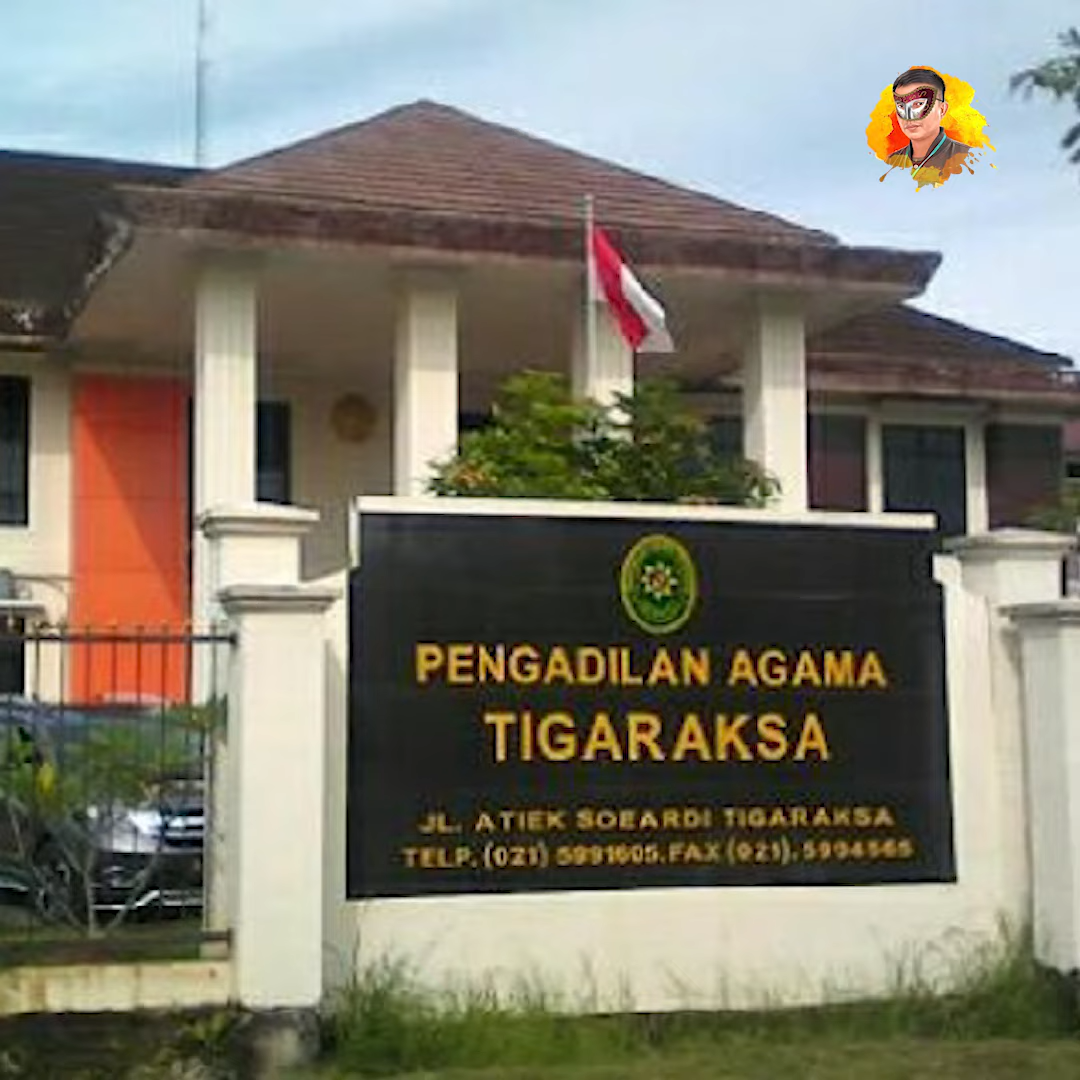 PENGADILAN AGAMA
TIGARAKSA
JL. ATIEK SOEARDI TIGARAKSA
TELP. (021) 5991605. FAX (021). 5994565